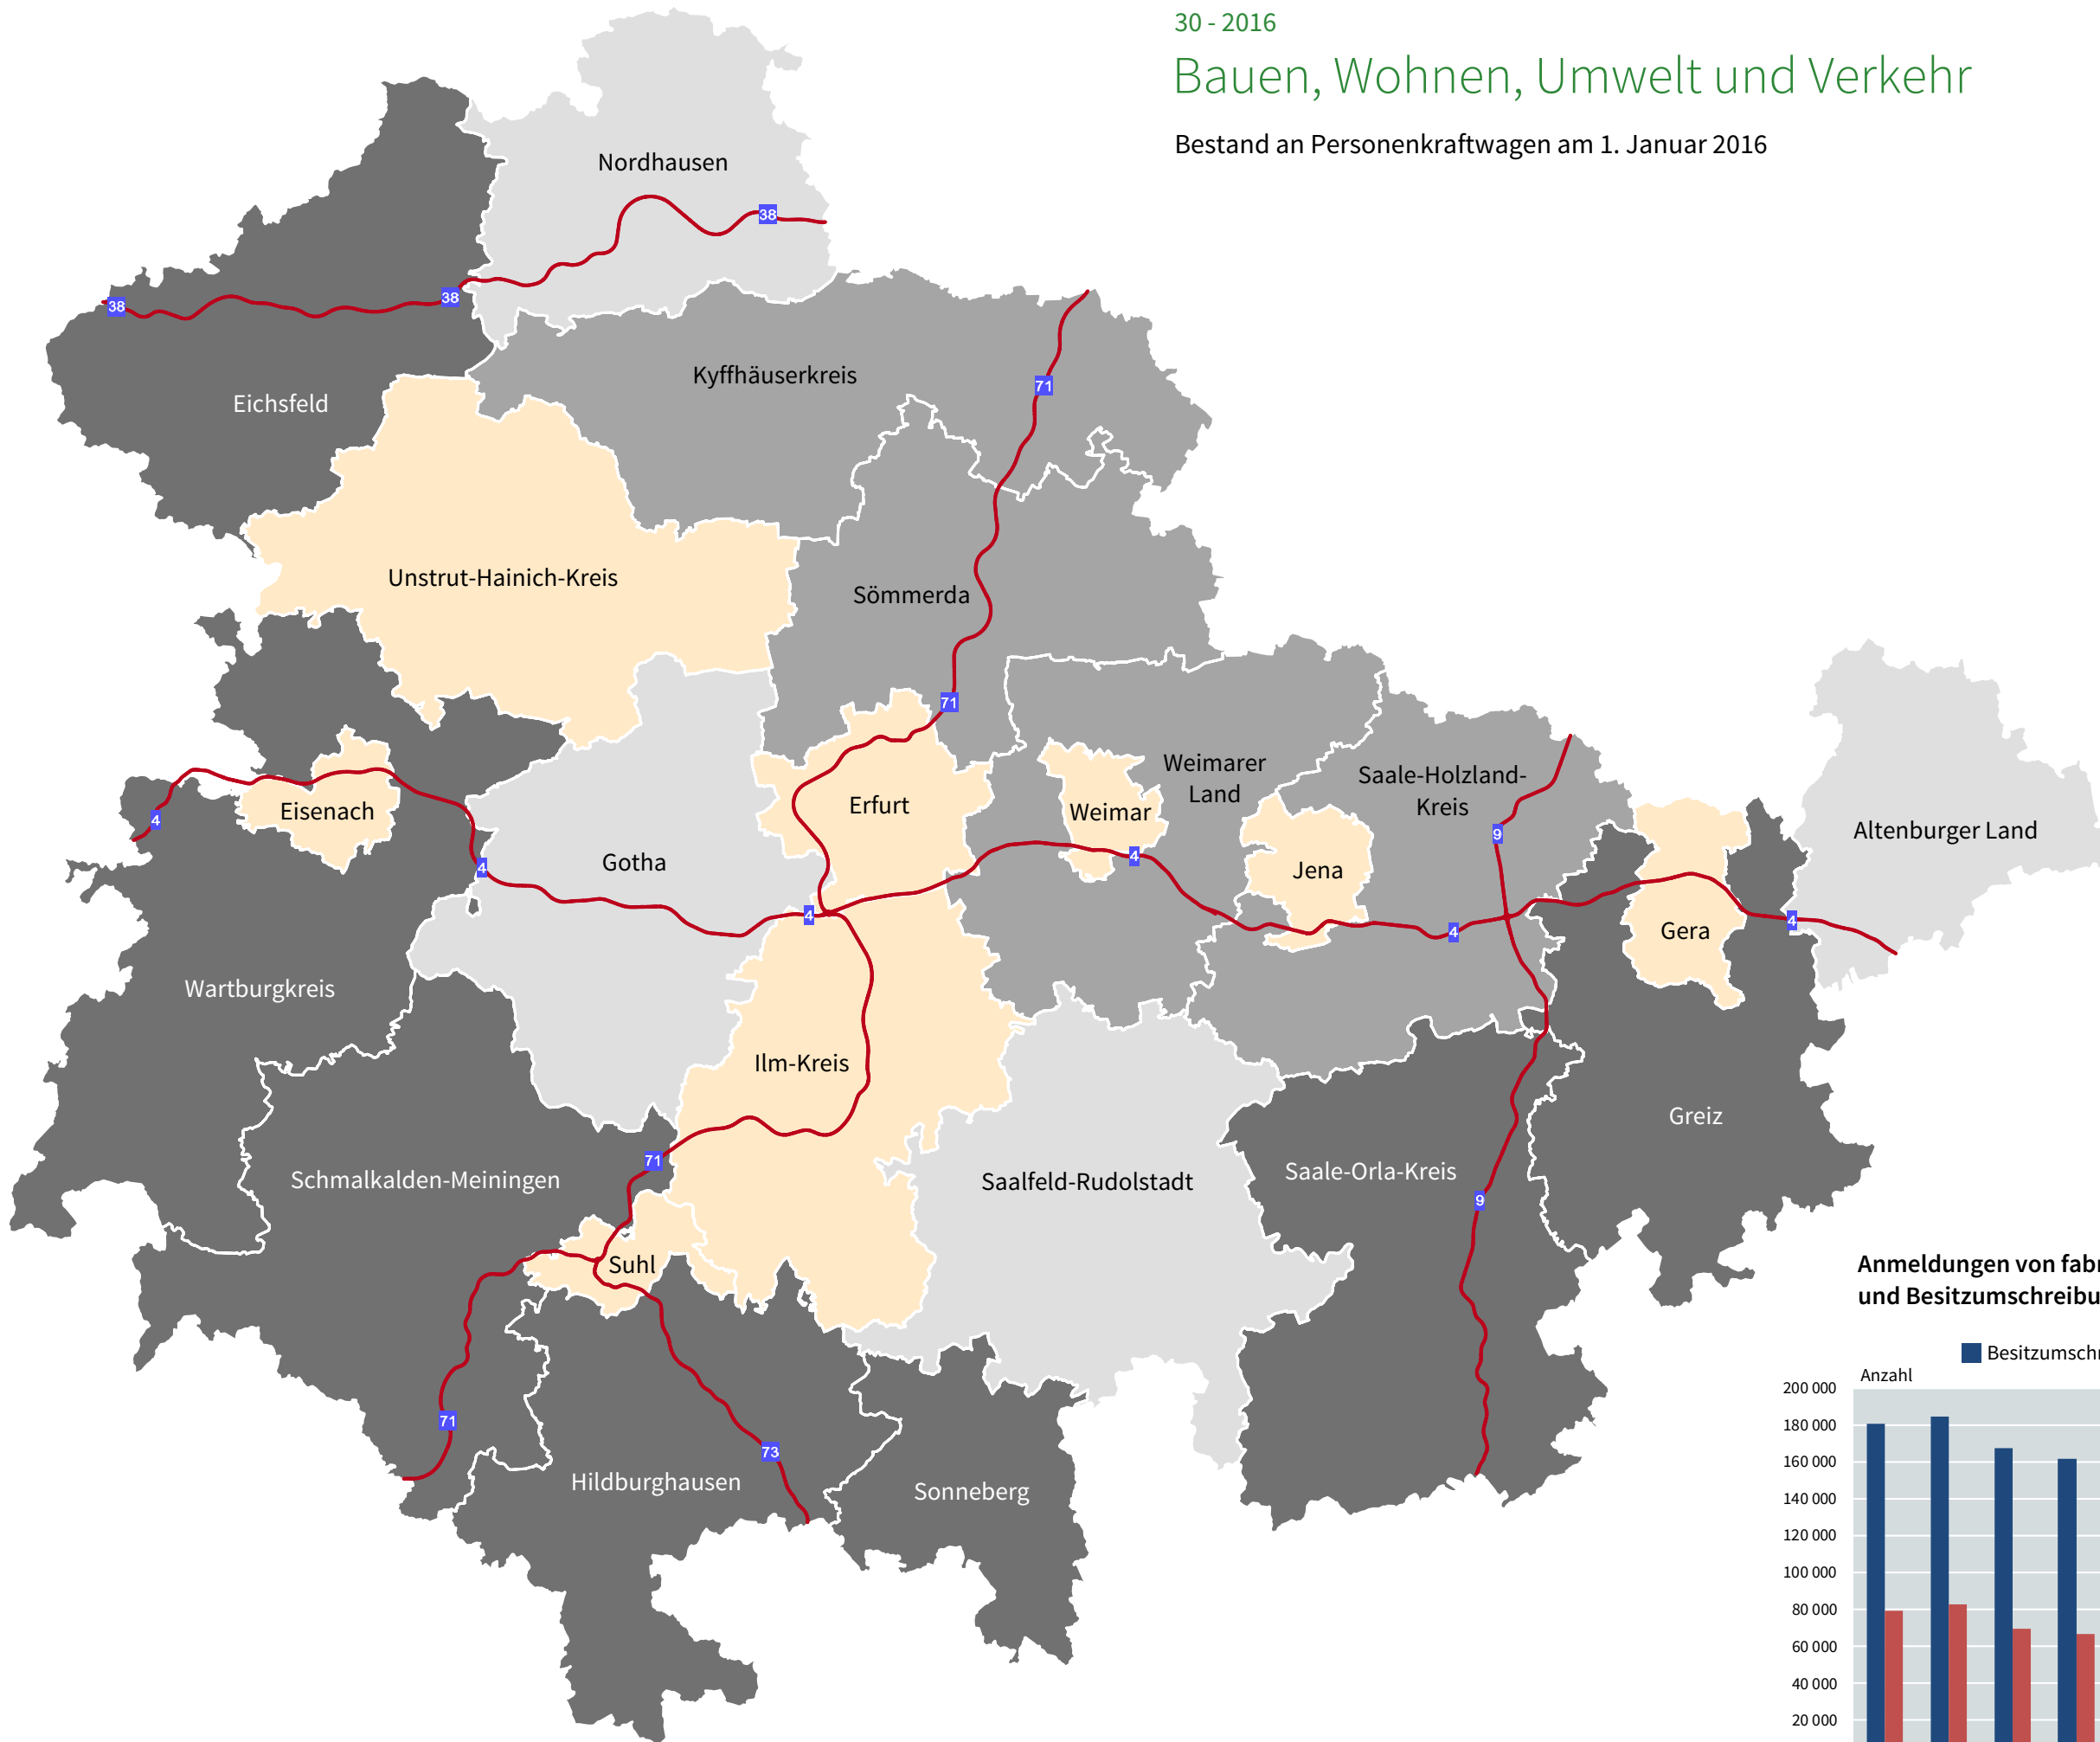 30 - 2016
Bauen, Wohnen, Umwelt und Verkehr
Bestand an Personenkraftwagen am 1. Januar 2016
Nordhausen
38
38
38
Kyffhäuserkreis
71
Eichsfeld
Unstrut-Hainich-Kreis
Sömmerda
71
Weimarer
Land
Saale-Holzland-
Kreis
Eisenach
Erfurt
Weimar
4
9
Altenburger Land
Gotha
4
4
Jena
4
4
4
Gera
4
Wartburgkreis
Ilm-Kreis
Greiz
71
Schmalkalden-Meiningen
Saalfeld-Rudolstadt
Saale-Orla-Kreis
9
Suhl
71
73
Hildburghausen
Sonneberg
Anmeldungen von fabr
und Besitzumschreibu
Besitzumschr
Anzahl
200 000
180 000
160 000
140 000
120 000
100 000
80 000
60 000
40 000
20 000